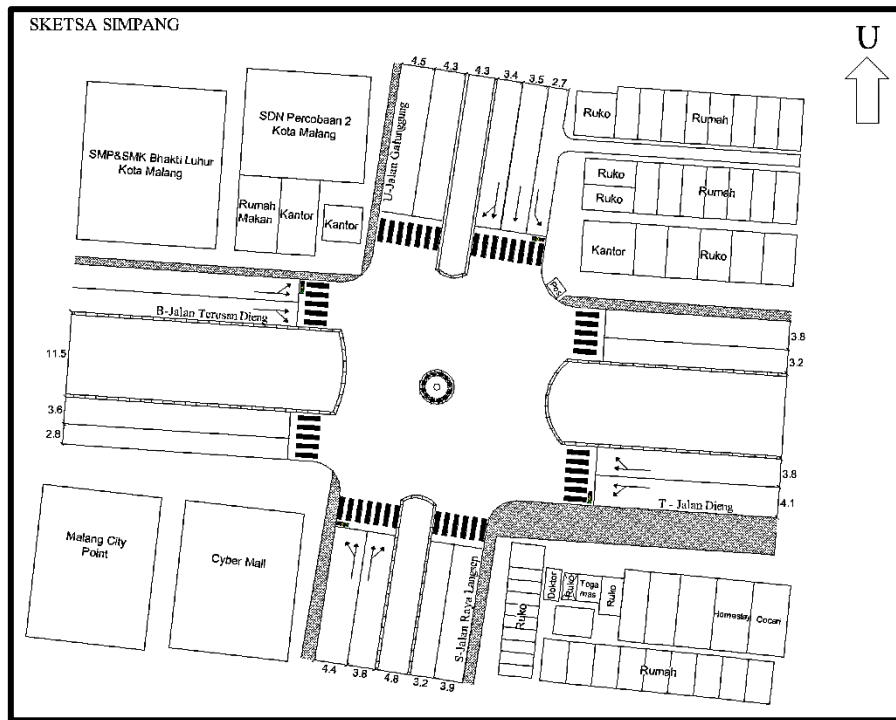 SKETSA SIMPANG
U
4.5
4.3
4.3
3.4
3.5
2.7
SDN Percobaan 2
Kota Malang
SMP&SMK Bhakti Luhur
Kota Malang
Rumah
Makan
Kantor
Kantor
U-Jalan Galunggung
Ruko
Rumah
Ruko
Ruko
Rumah
Kantor
Ruko
Pos
B-Jalan Terusan Dieng
11.5
3.6
2.8
3.8
3.2
3.8
4.1
T - Jalan Dieng
Malang City
Point
Cyber Mall
S-Jalan Raya Langsep
4.4
3.8
4.8
3.2
3.9
Ruko
Doktor
Ruko
Toga
mas
Ruko
Homestay
Cocari
Rumah